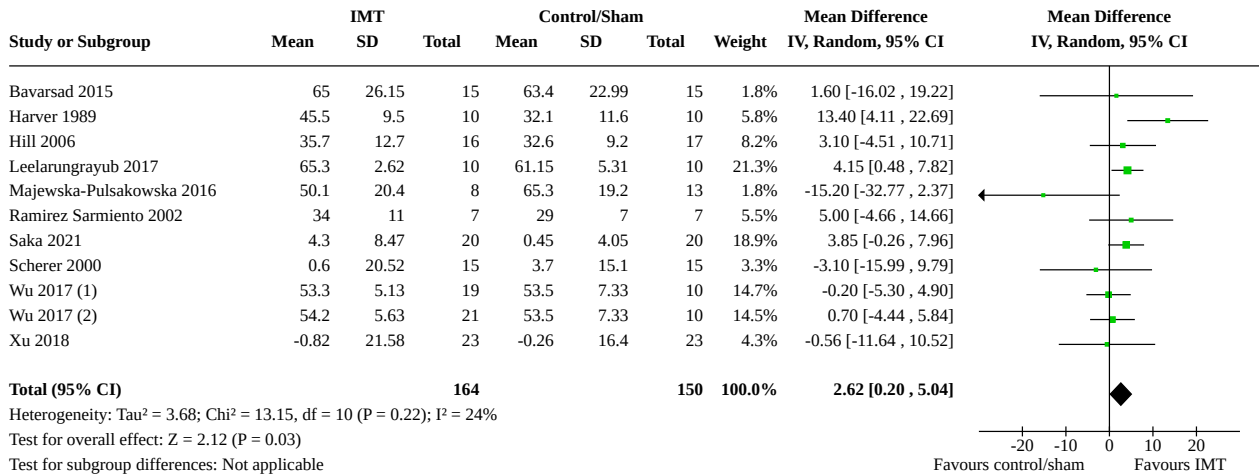 IMT Control/Sham Mean Difference Mean Difference
Study or Subgroup Mean SD Total Mean SD Total Weight IV, Random, 95% CI IV, Random, 95% CI
Bavarsad 2015 65 26.15 15 63.4 22.99 15 1.8% 1.60 [-16.02 , 19.22]
Harver 1989 45.5 9.5 10 32.1 11.6 10 5.8% 13.40 [4.11 , 22.69]
Hill 2006 35.7 12.7 16 32.6 9.2 17 8.2% 3.10 [-4.51 , 10.71]
Leelarungrayub 2017 65.3 2.62 10 61.15 5.31 10 21.3% 4.15 [0.48 , 7.82]
Majewska-Pulsakowska 2016 50.1 20.4 8 65.3 19.2 13 1.8% -15.20 [-32.77 , 2.37]
Ramirez Sarmiento 2002 34 11 7 29 7 7 5.5% 5.00 [-4.66 , 14.66]
Saka 2021 4.3 8.47 20 0.45 4.05 20 18.9% 3.85 [-0.26 , 7.96]
Scherer 2000 0.6 20.52 15 3.7 15.1 15 3.3% -3.10 [-15.99 , 9.79]
Wu 2017 (1) 53.3 5.13 19 53.5 7.33 10 14.7% -0.20 [-5.30 , 4.90]
Wu 2017 (2) 54.2 5.63 21 53.5 7.33 10 14.5% 0.70 [-4.44 , 5.84]
Xu 2018 -0.82 21.58 23 -0.26 16.4 23 4.3% -0.56 [-11.64 , 10.52]
Total (95% CI) 164 150 100.0% 2.62 [0.20 , 5.04]
Heterogeneity: Tau² = 3.68; Chi² = 13.15, df = 10 (P = 0.22); I² = 24%
Test for overall effect: Z = 2.12 (P = 0.03)
-20 -10 0 10 20
Test for subgroup differences: Not applicable Favours control/sham Favours IMT